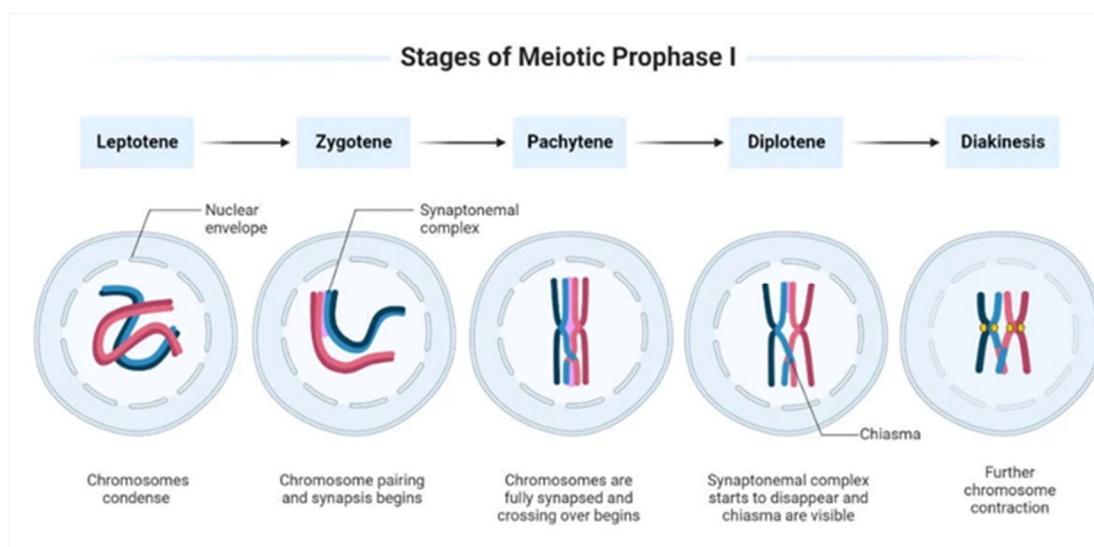 Stages of Meiotic Prophase I
Leptotene
Zygotene
Pachytene
Diplotene
Diakinesis
Nuclear
envelope
Synaptonemal
complex
Chiasma
Chromosomes
condense
Chromosome pairing
and synapsis begins
Chromosomes are
fully synapsed and
crossing over begins
Synaptonemal complex
starts to disappear and
chiasma are visible
Further
chromosome
contraction